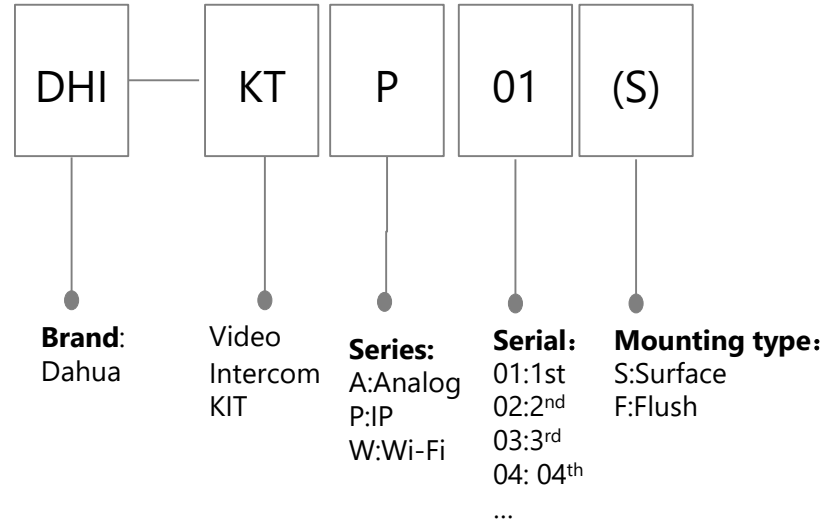 DHI KT P 01 (S)
Brand:
Dahua
Video
Intercom
KIT
Series:
A:Analog
P:IP
W:Wi-Fi
Serial：
01:1st
02:2nd
03:3rd
04: 04th
...
Mounting type：
S:Surface
F:Flush